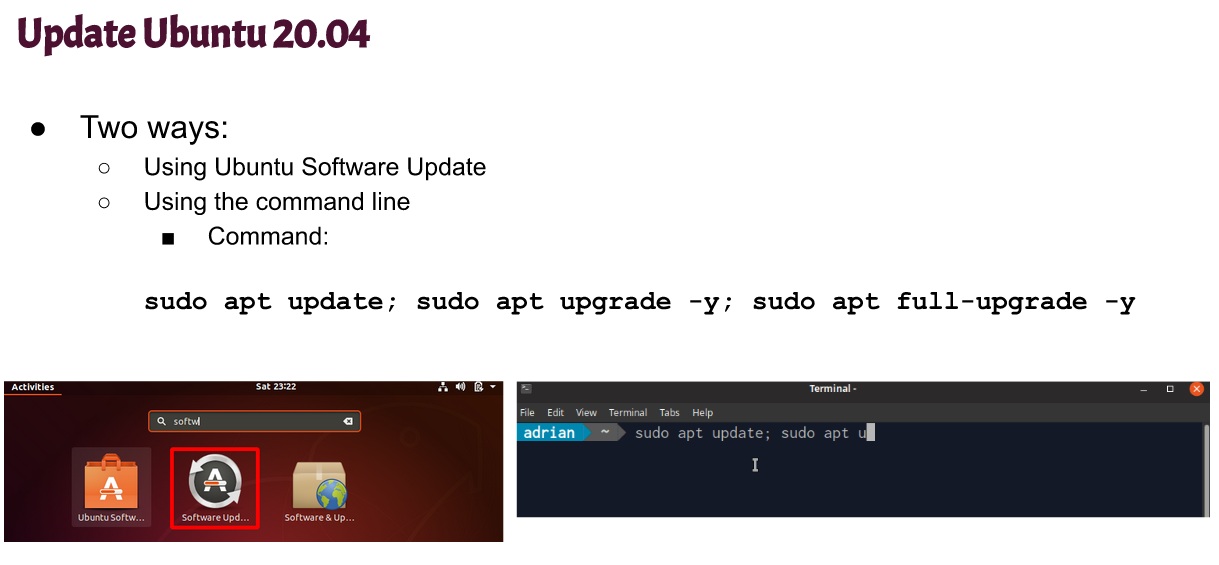 Update Ubuntu 20.04
● Two ways:
○ Using Ubuntu Software Update
○ Using the command line
■ Command:
sudo apt update; sudo apt upgrade -y; sudo apt full-upgrade -y
Activities
Sat 23:22
softw
Ubuntu Softw...
Software Upd...
Software & Up...
Terminal -
File Edit View Terminal Tabs Help
adrian ~ sudo apt update; sudo apt u